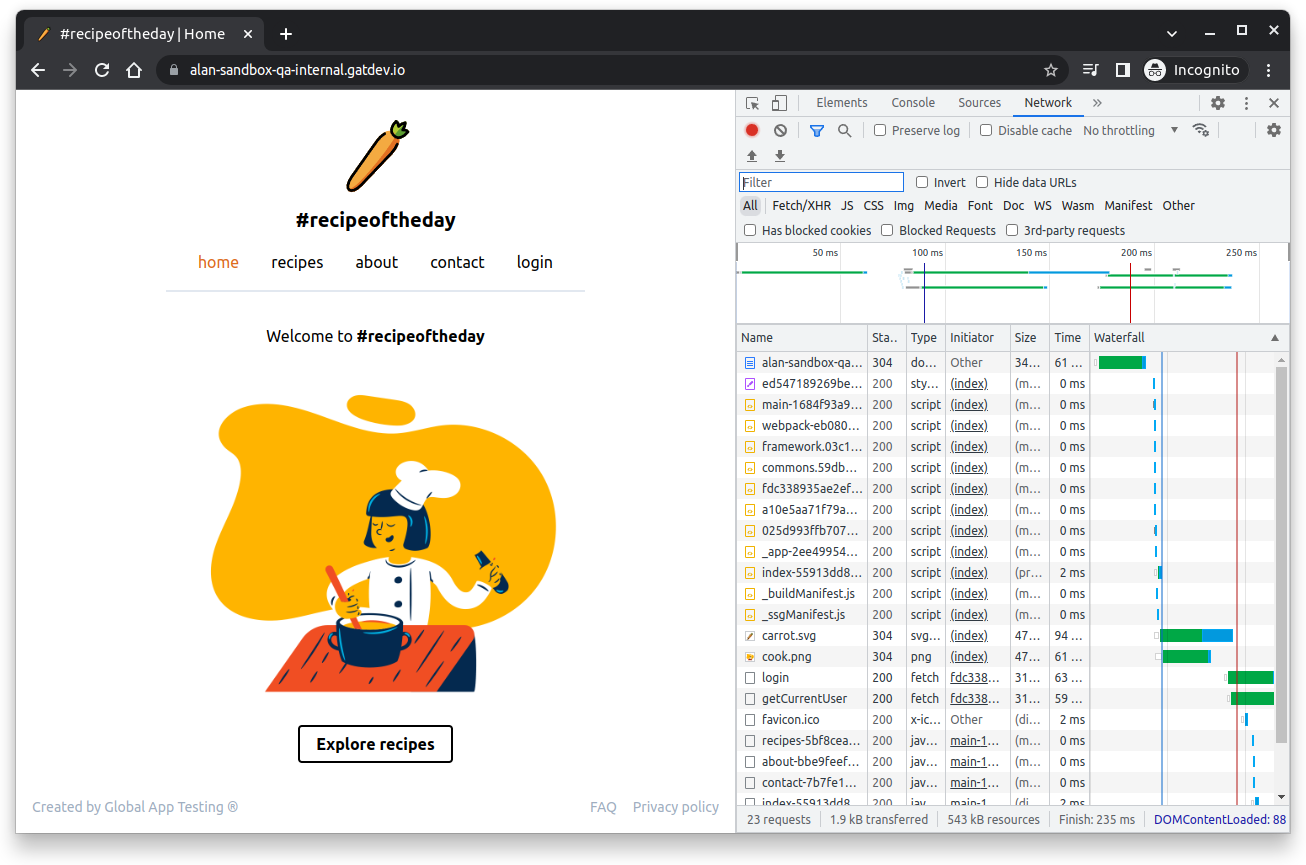 #recipeoftheday | Home
alan-sandbox-qa-internal.gatdev.io
Incognito
#recipeoftheday
home recipes about contact login
Welcome to #recipeoftheday
Explore recipes
Created by Global App Testing ® FAQ Privacy policy
Elements Console Sources Network
Preserve log Disable cache No throttling
Filter Invert Hide data URLs
All Fetch/XHR JS CSS Img Media Font Doc WS Wasm Manifest Other
Has blocked cookies Blocked Requests 3rd-party requests
50 ms 100 ms 150 ms 200 ms 250 ms
Name Sta.. Type Initiator Size Time Waterfall
alan-sandbox-qa... 304 do... Other 34... 61 ...
ed547189269be... 200 sty... (index) (m... 0 ms
main-1684f93a9... 200 script (index) (m... 0 ms
webpack-eb080... 200 script (index) (m... 0 ms
framework.03c1... 200 script (index) (m... 0 ms
commons.59db... 200 script (index) (m... 0 ms
fdc338935ae2ef... 200 script (index) (m... 0 ms
a10e5aa71f79a... 200 script (index) (m... 0 ms
025d993ffb707... 200 script (index) (m... 0 ms
_app-2ee49954... 200 script (index) (m... 0 ms
index-55913dd8... 200 script (index) (pr... 2 ms
_buildManifest.js 200 script (index) (m... 0 ms
_ssgManifest.js 200 script (index) (m... 0 ms
carrot.svg 304 svg... (index) 47... 94 ...
cook.png 304 png (index) 47... 61 ...
login 200 fetch fdc338... 31... 63 ...
getCurrentUser 200 fetch fdc338... 31... 59 ...
favicon.ico 200 x-ic... Other (di... 2 ms
recipes-5bf8cea... 200 jav... main-1... (m... 0 ms
about-bbe9feef... 200 jav... main-1... (m... 0 ms
contact-7b7fe1... 200 jav... main-1... (m... 0 ms
index-55913dd8... 200 jav... main-1... (di... 2 ms
23 requests 1.9 kB transferred 543 kB resources Finish: 235 ms DOMContentLoaded: 88